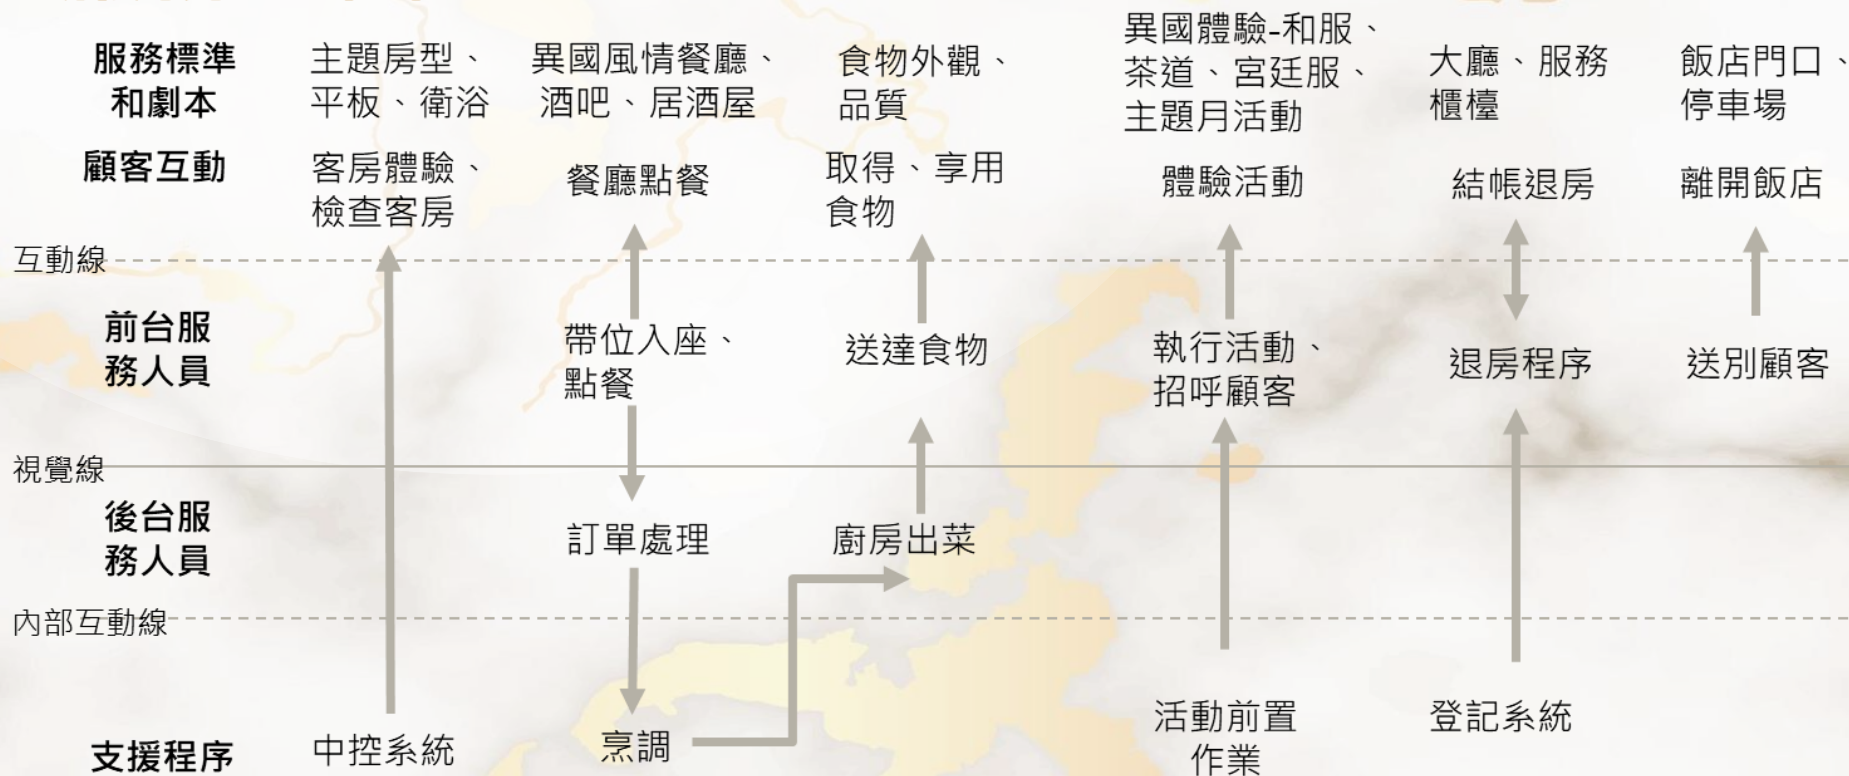 服務標準
和劇本
主題房型、
平板、衛浴
異國風情餐廳、
酒吧、居酒屋
食物外觀、
品質
異國體驗-和服、
茶道、宮廷服、
主題月活動
大廳、服務
櫃檯
飯店門口、
停車場
顧客互動
客房體驗、
檢查客房
餐廳點餐
取得、享用
食物
體驗活動
結帳退房
離開飯店
互動線
前台服
務人員
帶位入座、
點餐
送達食物
執行活動、
招呼顧客
退房程序
送別顧客
視覺線
後台服
務人員
訂單處理
廚房出菜
內部互動線
支援程序
中控系統
烹調
活動前置
作業
登記系統